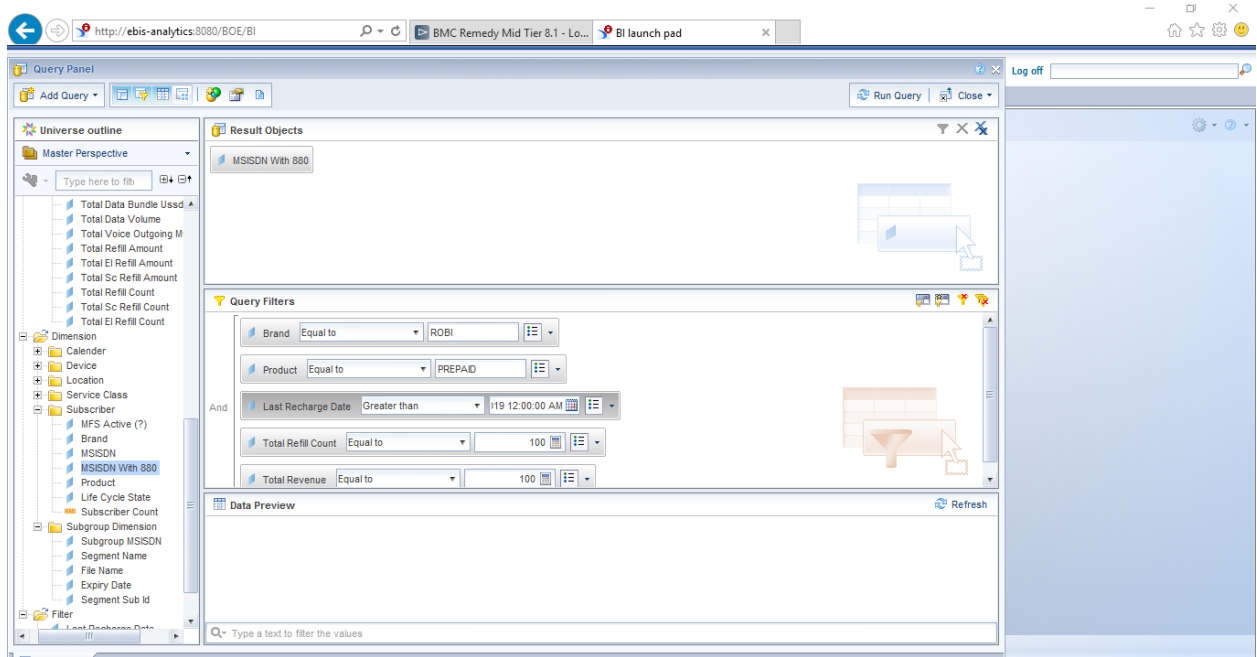 http://ebis-analytics:8080/BOE/BI
BMC Remedy Mid Tier 8.1 - Lo...
BI launch pad
Query Panel
Log off
Add Query
Run Query
Close
Universe outline
Master Perspective
Type here to filt
Total Data Bundle Ussd
Total Data Volume
Total Voice Outgoing M
Total Refill Amount
Total El Refill Amount
Total Sc Refill Amount
Total Refill Count
Total Sc Refill Count
Total El Refill Count
Dimension
Calender
Device
Location
Service Class
Subscriber
MFS Active (?)
Brand
MSISDN
MSISDN With 880
Product
Life Cycle State
Subscriber Count
Subgroup Dimension
Subgroup MSISDN
Segment Name
File Name
Expiry Date
Segment Sub Id
Filter
Last Recharge Date
Result Objects
MSISDN With 880
Query Filters
And
Brand Equal to ROBI
Product Equal to PREPAID
Last Recharge Date Greater than 019 12:00:00 AM
Total Refill Count Equal to 100
Total Revenue Equal to 100
Data Preview
Refresh
Type a text to filter the values